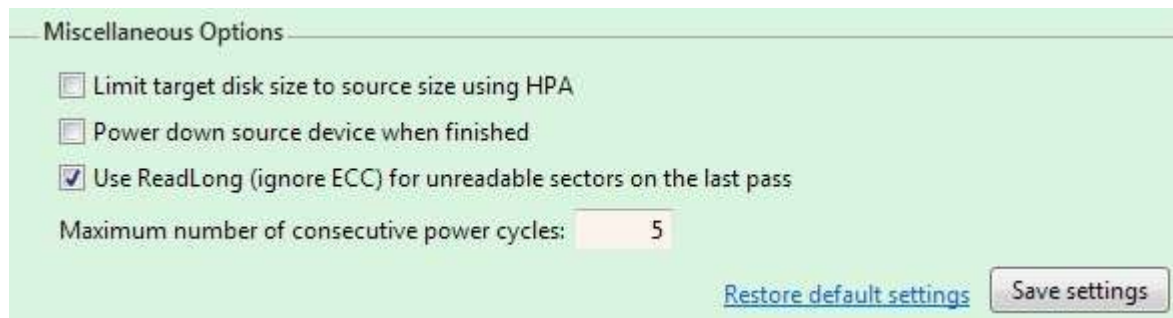 Miscellaneous Options
Limit target disk size to source size using HPA
Power down source device when finished
Use ReadLong (ignore ECC) for unreadable sectors on the last pass
Maximum number of consecutive power cycles: 5
Restore default settings Save settings